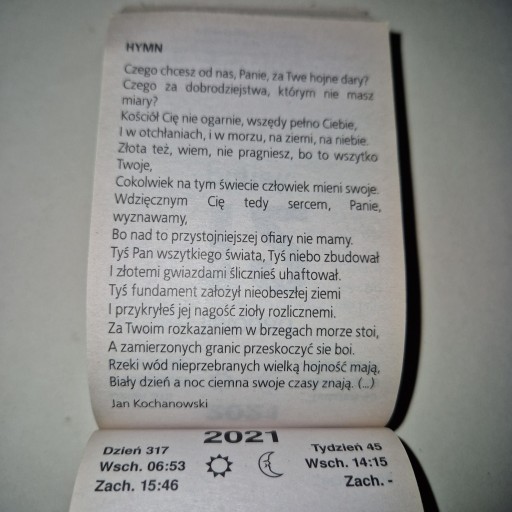 HYMN
Czego chcesz od nas, Panie, za Twe hojne dary?
Czego za dobrodziejstwa, którym nie masz
miary?
Kościół Cię nie ogarnie, wszędy pełno Ciebie,
I w otchłaniach, i w morzu, na ziemi, na niebie.
Złota też, wiem, nie pragniesz, bo to wszytko
Twoje,
Cokolwiek na tym świecie człowiek mieni swoje.
Wdzięcznym Cię tedy sercem, Panie,
wyznawamy,
Bo nad to przystojniejszej ofiary nie mamy.
Tyś Pan wszytkiego świata, Tyś niebo zbudował
I złotemi gwiazdami ślicznieś uhaftował.
Tyś fundament założył nieobeszłej ziemi
I przykryłeś jej nagość zioły rozlicznemi.
Za Twoim rozkazaniem w brzegach morze stoi,
A zamierzonych granic przeskoczyć sie boi.
Rzeki wód nieprzebranych wielką hojność mają,
Biały dzień a noc ciemna swoje czasy znają. (...)
Jan Kochanowski
2021
Dzień 317
Tydzień 45
Wsch. 06:53
Wsch. 14:15
Zach. 15:46
Zach. -